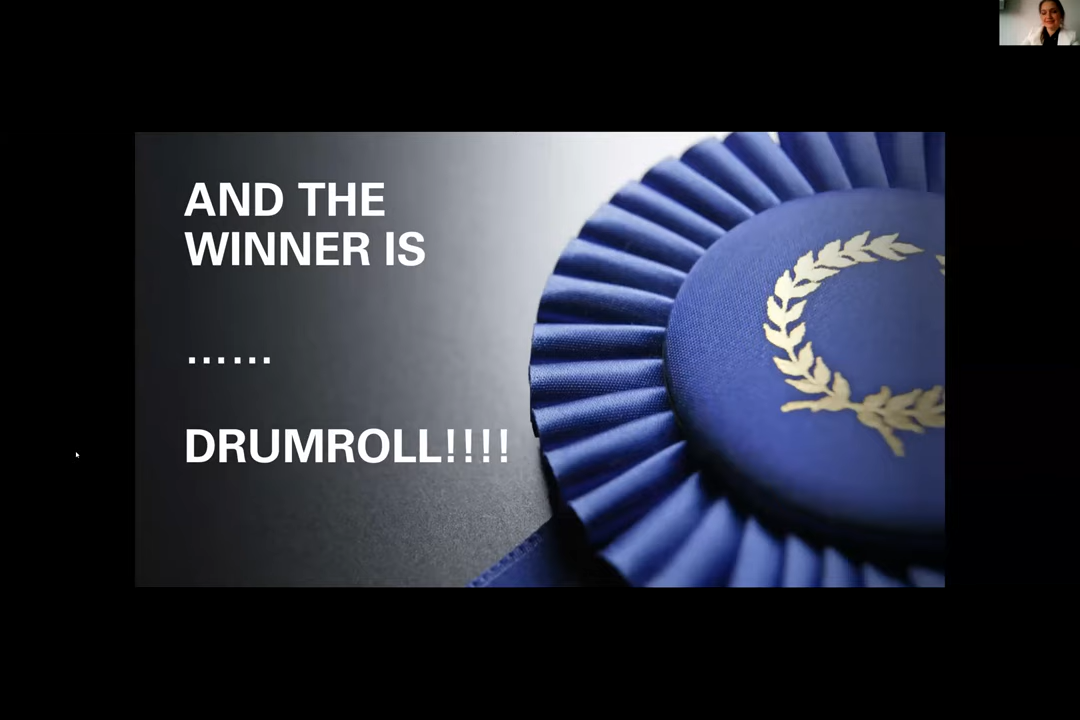 AND THE
WINNER IS
......
DRUMROLL!!!!